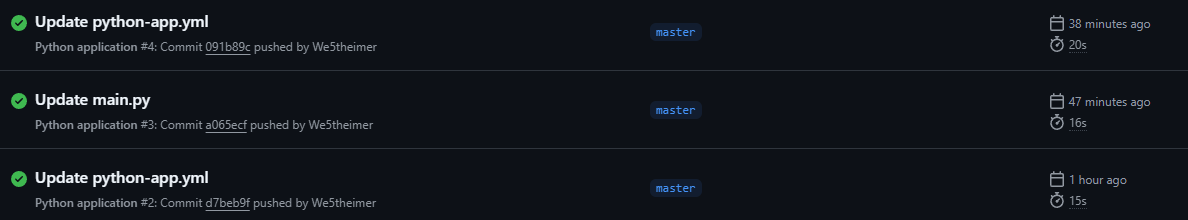 Update python-app.yml
Python application #4: Commit 091b89c pushed by We5theimer
master
38 minutes ago
20s
Update main.py
Python application #3: Commit a065ecf pushed by We5theimer
master
47 minutes ago
16s
Update python-app.yml
Python application #2: Commit d7beb9f pushed by We5theimer
master
1 hour ago
15s